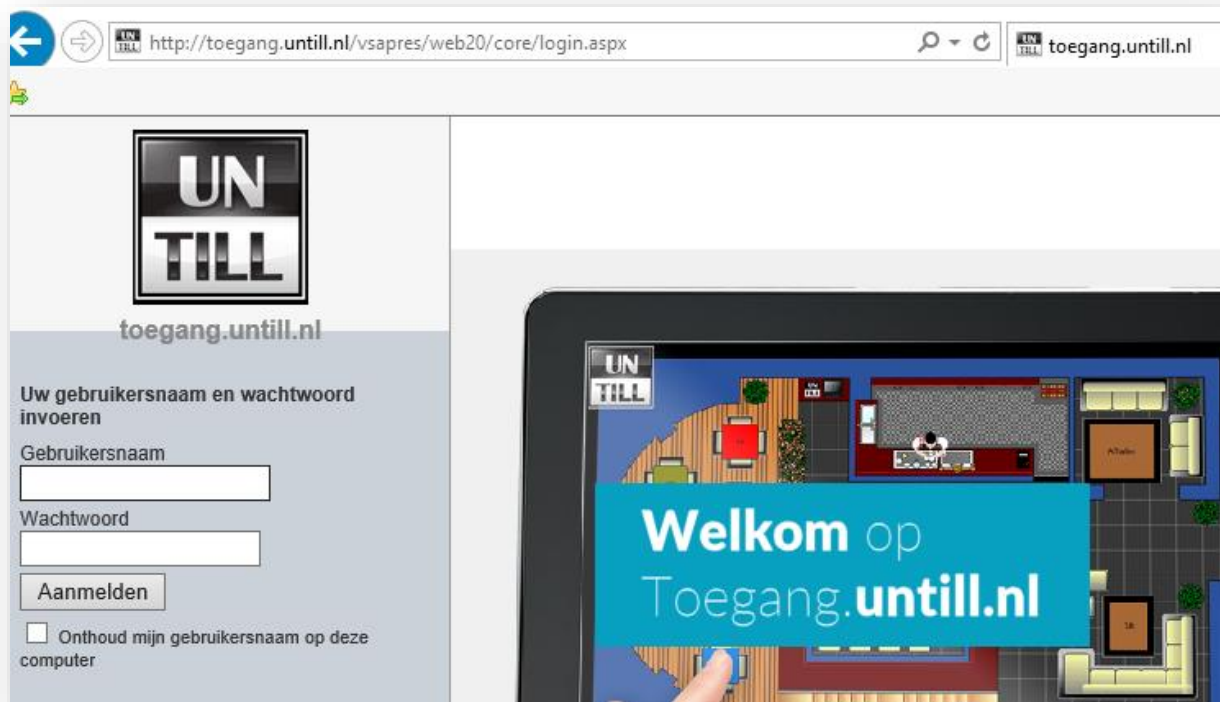 http://toegang.untill.nl/vsapres/web20/core/login.aspx
toegang.untill.nl
UN
TILL
toegang.untill.nl
Uw gebruikersnaam en wachtwoord
invoeren
Gebruikersnaam
Wachtwoord
Aanmelden
Onthoud mijn gebruikersnaam op deze
computer
UN
TILL
Welkom op
Toegang.untill.nl